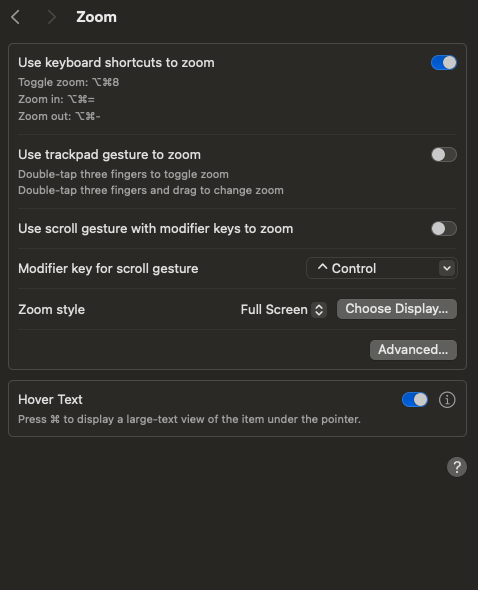 Zoom
Use keyboard shortcuts to zoom
Toggle zoom: ⌥⌘8
Zoom in: ⌥⌘=
Zoom out: ⌥⌘-
Use trackpad gesture to zoom
Double-tap three fingers to toggle zoom
Double-tap three fingers and drag to change zoom
Use scroll gesture with modifier keys to zoom
Modifier key for scroll gesture ^ Control
Zoom style Full Screen Choose Display...
Advanced...
Hover Text
Press ⌘ to display a large-text view of the item under the pointer.
?